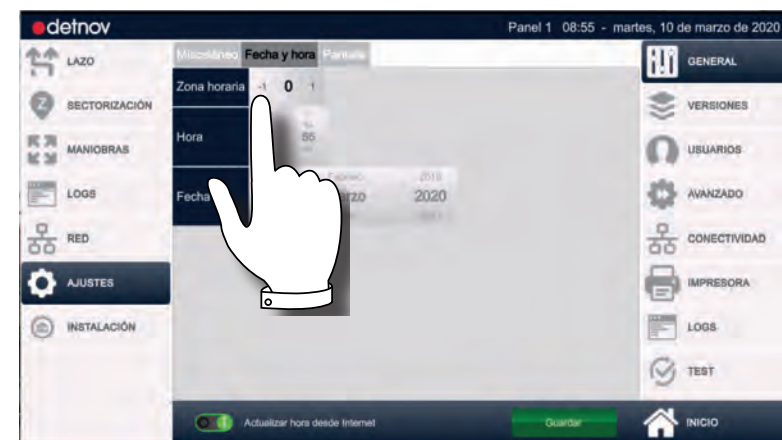 detnov
Panel 1 08:55 - martes, 10 de marzo de 2020
LAZO
SECTORIZACIÓN
MANIOBRAS
LOGS
RED
AJUSTES
INSTALACIÓN
Misceláneo Fecha y hora Pantalla
Zona horaria -1 0 1
Hora
55
Fecha
2019
2020
2021
Actualizar hora desde Internet
Guardar
GENERAL
VERSIONES
USUARIOS
AVANZADO
CONECTIVIDAD
IMPRESORA
LOGS
TEST
INICIO